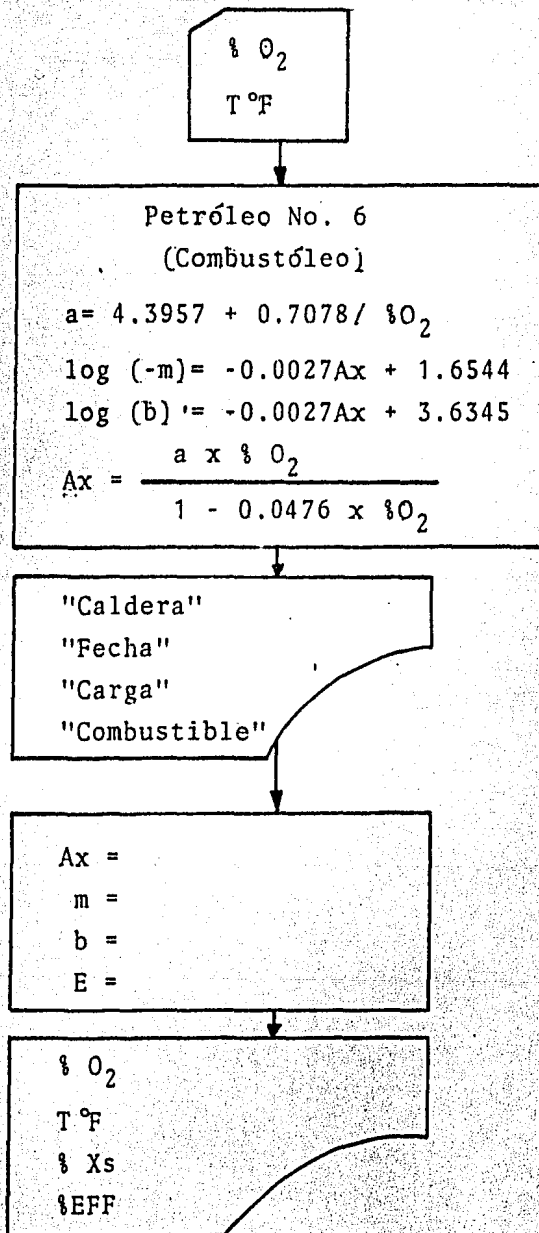 % O2
T °F
Petróleo No. 6
(Combustóleo)
a= 4.3957 + 0.7078/ %O2
log (-m)= -0.0027Ax + 1.6544
log (b) = -0.0027Ax + 3.6345
Ax = a x % O2 / 1 - 0.0476 x %O2
"Caldera"
"Fecha"
"Carga"
"Combustible"
Ax =
m =
b =
E =
% O2
T °F
% Xs
%EFF